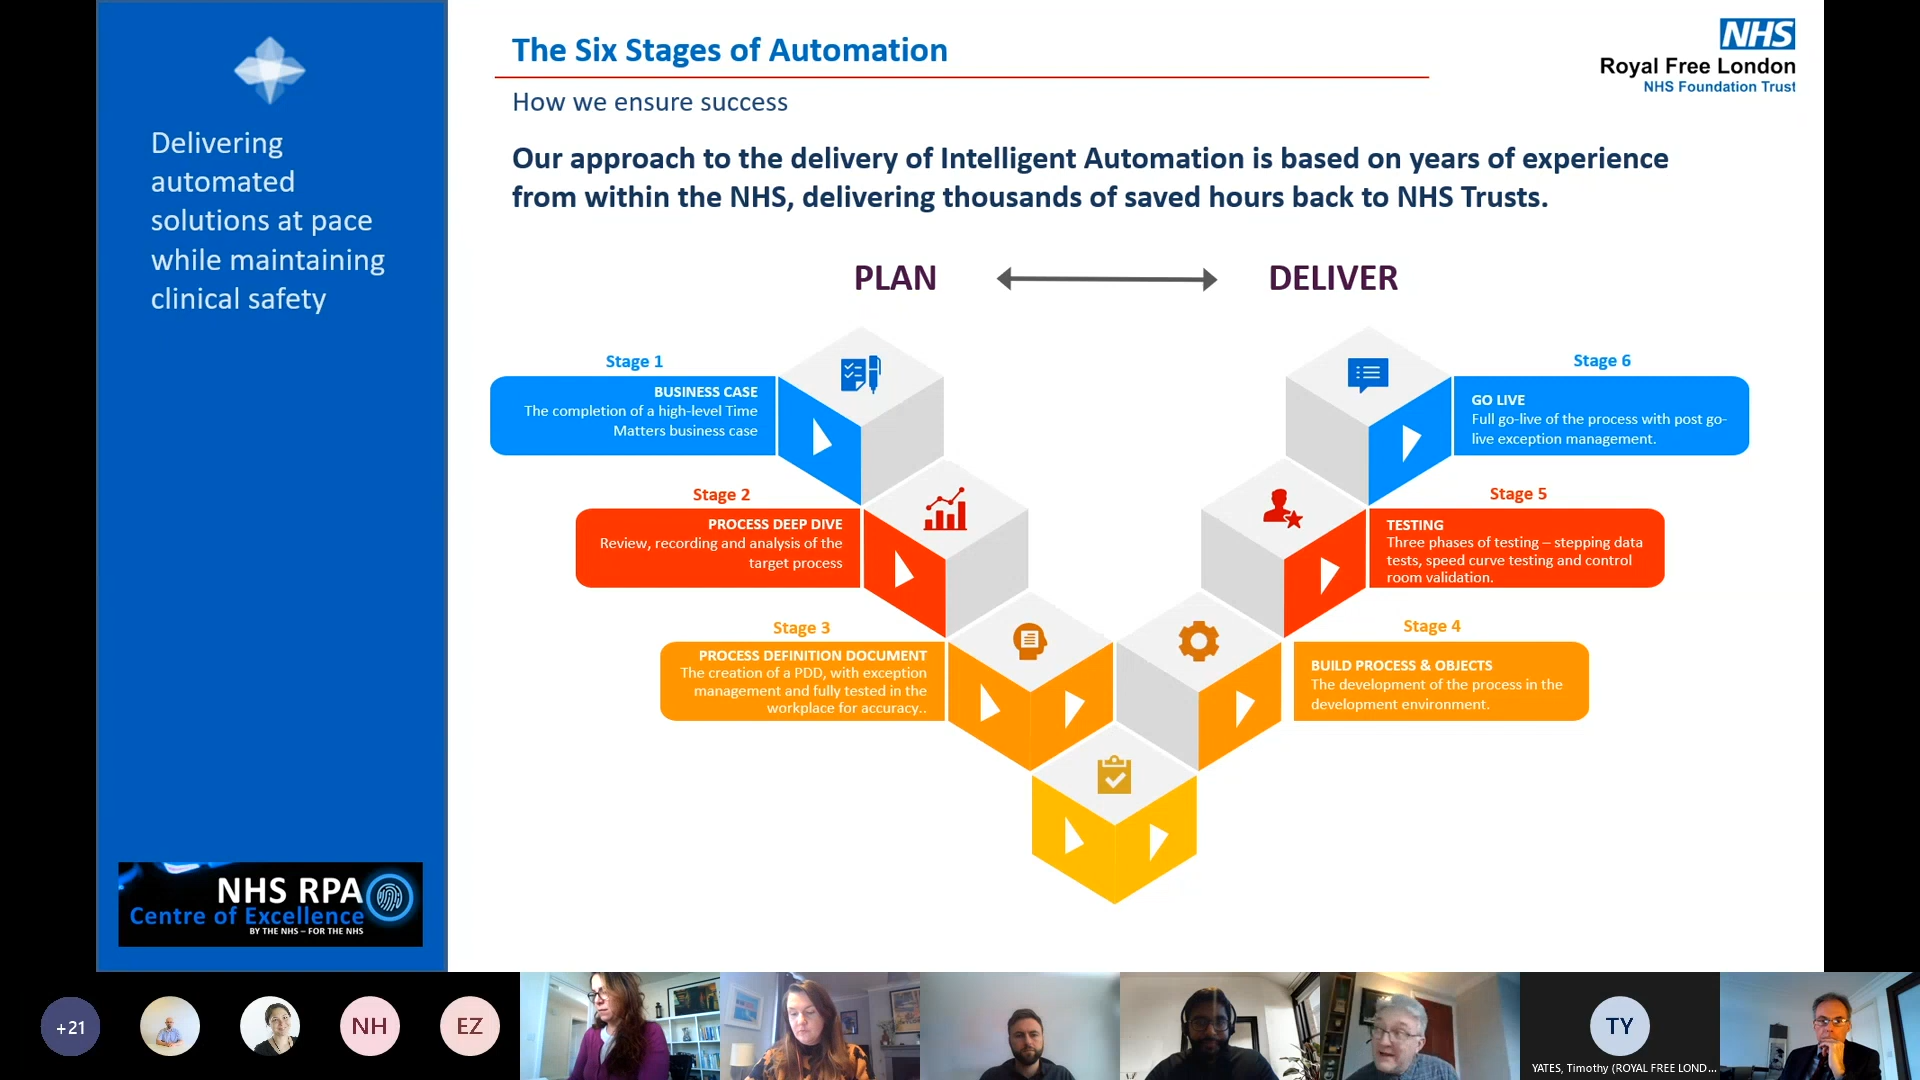 Delivering
automated
solutions at pace
while maintaining
clinical safety
NHS RPA
Centre of Excellence
BY THE NHS – FOR THE NHS
The Six Stages of Automation
How we ensure success
NHS
Royal Free London
NHS Foundation Trust
Our approach to the delivery of Intelligent Automation is based on years of experience
from within the NHS, delivering thousands of saved hours back to NHS Trusts.
PLAN
DELIVER
Stage 1
BUSINESS CASE
The completion of a high-level Time
Matters business case
Stage 2
PROCESS DEEP DIVE
Review, recording and analysis of the
target process
Stage 3
PROCESS DEFINITION DOCUMENT
The creation of a PDD, with exception
management and fully tested in the
workplace for accuracy..
Stage 6
GO LIVE
Full go-live of the process with post go-
live exception management.
Stage 5
TESTING
Three phases of testing – stepping data
tests, speed curve testing and control
room validation.
Stage 4
BUILD PROCESS & OBJECTS
The development of the process in the
development environment.
+21
NH
EZ
TY
YATES, Timothy (ROYAL FREE LOND...